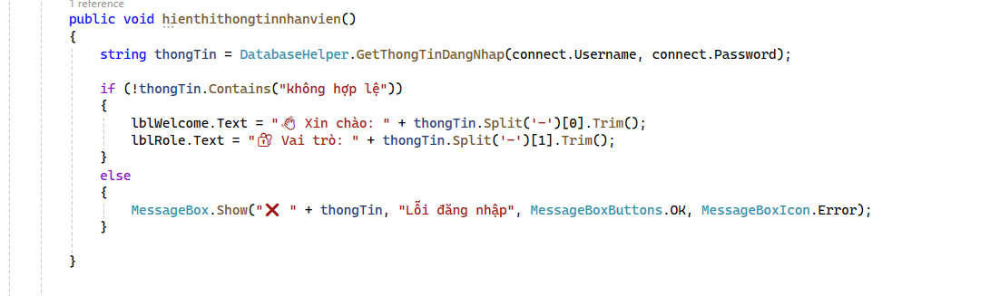 1 reference
public void hienthithongtinnhanvien()
{
string thongTin = DatabaseHelper.GetThongTinDangNhap(connect.Username, connect.Password);
if (!thongTin.Contains("không hợp lệ"))
{
lblWelcome.Text = "👋 Xin chào: " + thongTin.Split('-')[0].Trim();
lblRole.Text = "🔐 Vai trò: " + thongTin.Split('-')[1].Trim();
}
else
{
MessageBox.Show("❌ " + thongTin, "Lỗi đăng nhập", MessageBoxButtons.OK, MessageBoxIcon.Error);
}
}